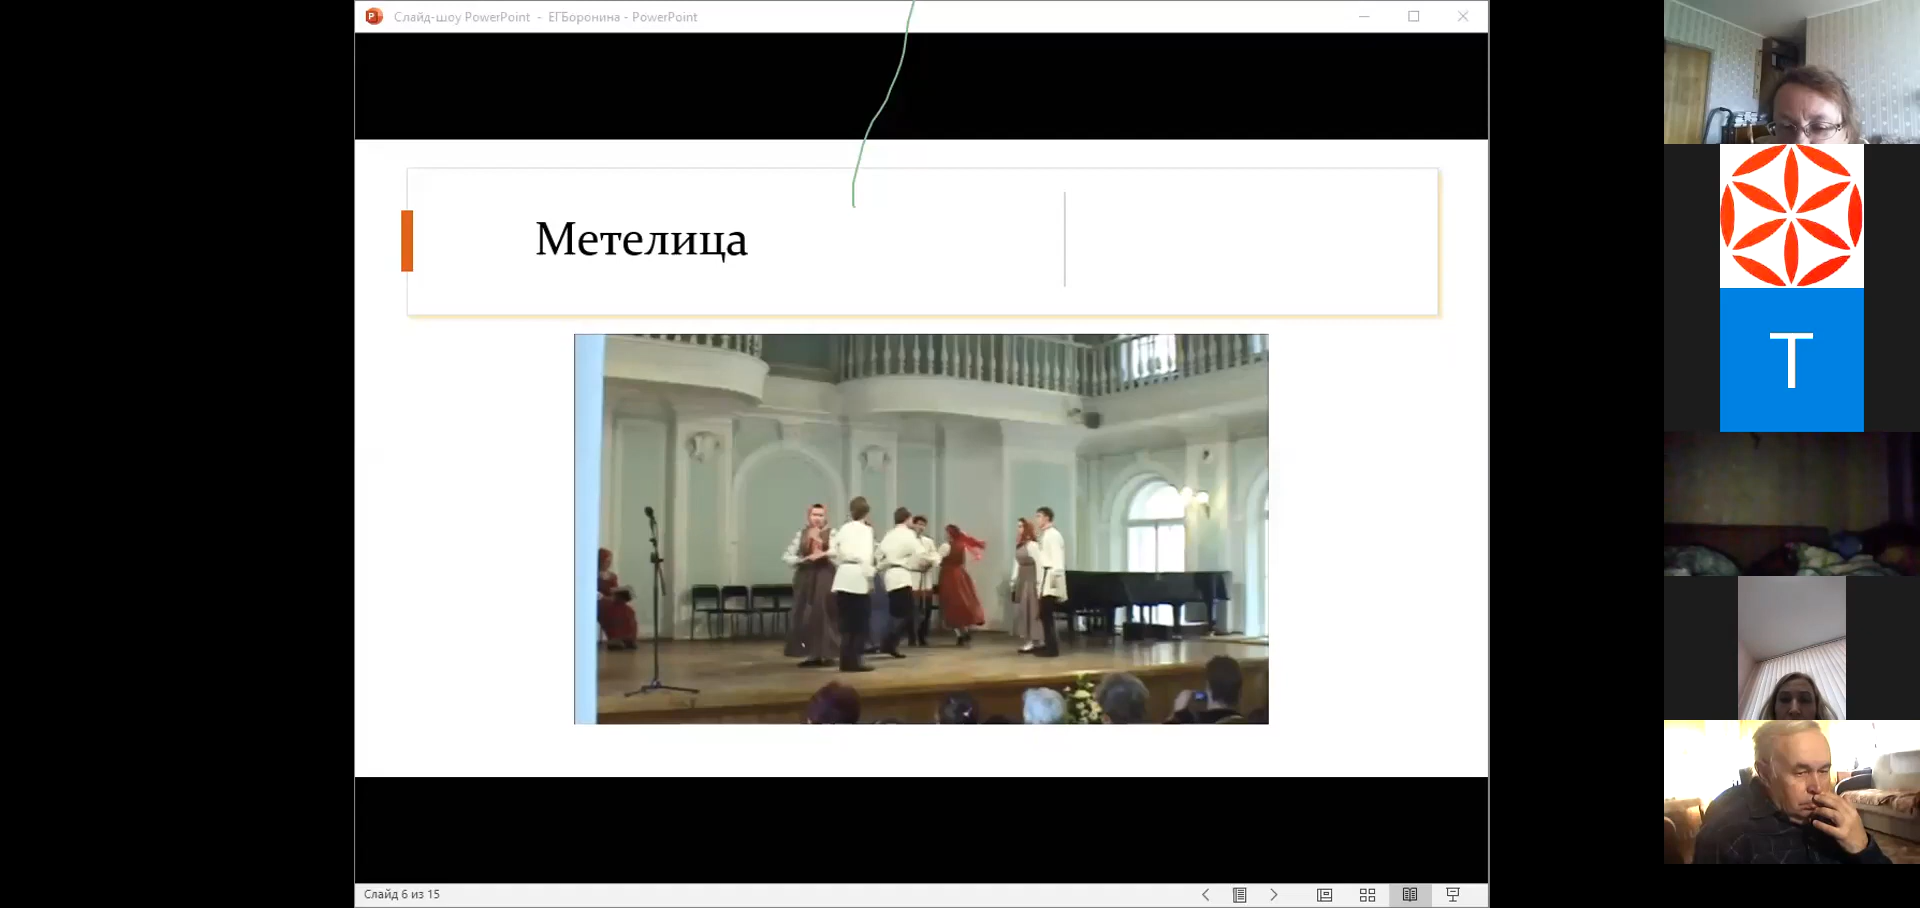 Слайд-шоу PowerPoint - ЕГБоронина - PowerPoint
Метелица
T
Слайд 6 из 15